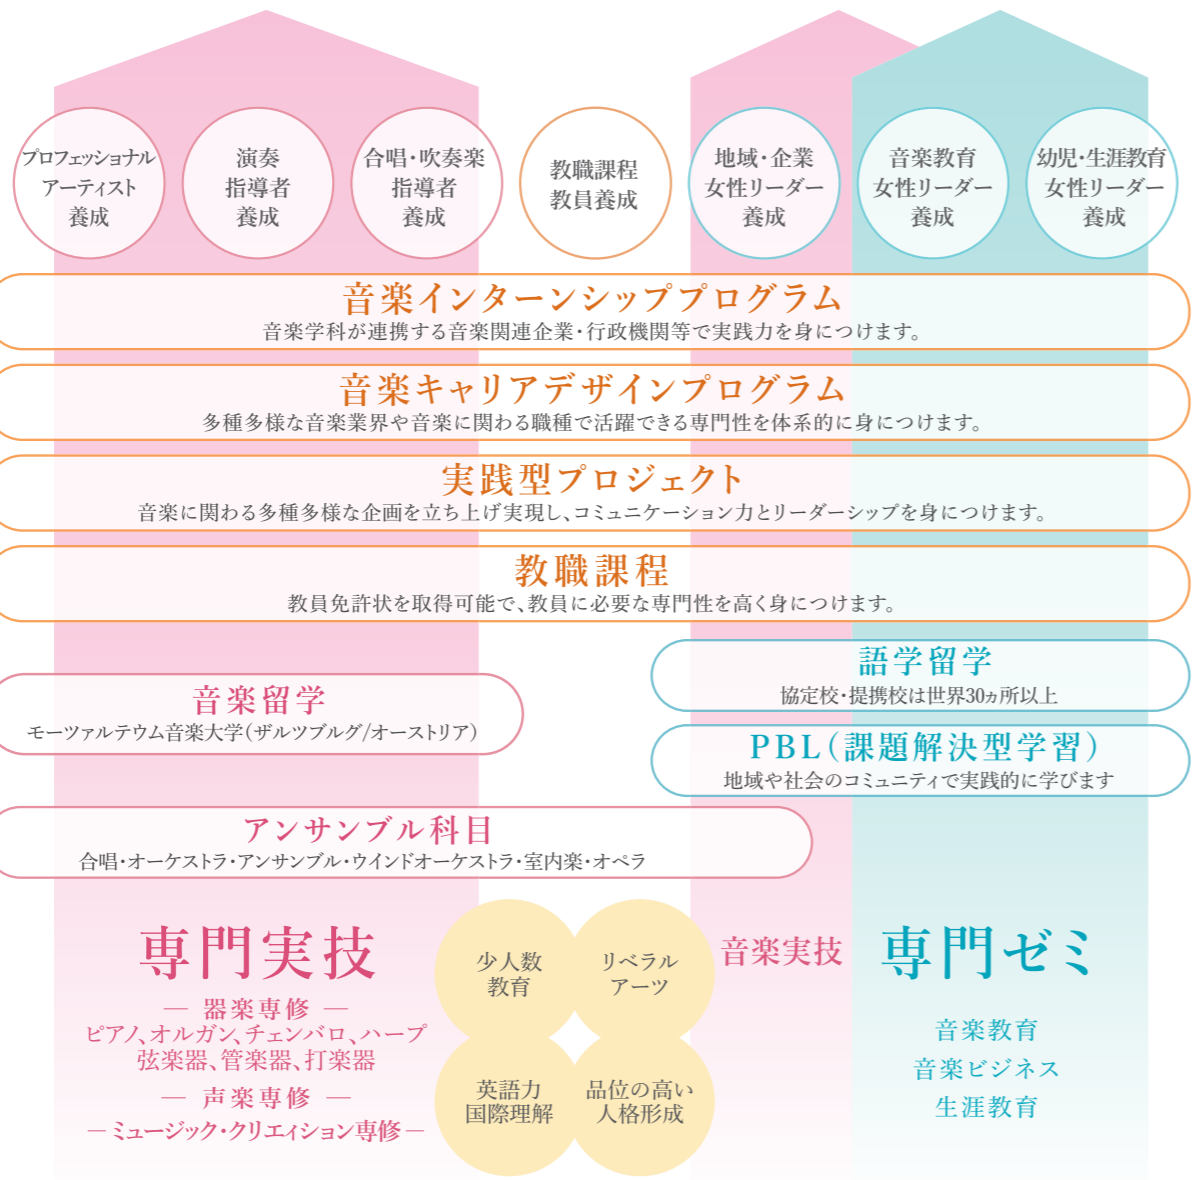 プロフェッショナル
アーティスト
養成
演奏
指導者
養成
合唱・吹奏楽
指導者
養成
教職課程
教員養成
地域・企業
女性リーダー
養成
音楽教育
女性リーダー
養成
幼児・生涯教育
女性リーダー
養成
音楽インターンシッププログラム
音楽学科が連携する音楽関連企業・行政機関等で実践力を身につけます。
音楽キャリアデザインプログラム
多種多様な音楽業界や音楽に関わる職種で活躍できる専門性を体系的に身につけます。
実践型プロジェクト
音楽に関わる多種多様な企画を立ち上げ実現し、コミュニケーション力とリーダーシップを身につけます。
教職課程
教員免許状を取得可能で、教員に必要な専門性を高く身につけます。
語学留学
協定校・提携校は世界30ヵ所以上
音楽留学
モーツァルテウム音楽大学(ザルツブルグ/オーストリア)
PBL(課題解決型学習)
地域や社会のコミュニティで実践的に学びます
アンサンブル科目
合唱・オーケストラ・アンサンブル・ウインドオーケストラ・室内楽・オペラ
専門実技
― 器楽専修 ―
ピアノ、オルガン、チェンバロ、ハープ
弦楽器、管楽器、打楽器
― 声楽専修 ―
―ミュージック・クリエィション専修―
少人数
教育
リベラル
アーツ
英語力
国際理解
品位の高い
人格形成
音楽実技
専門ゼミ
音楽教育
音楽ビジネス
生涯教育